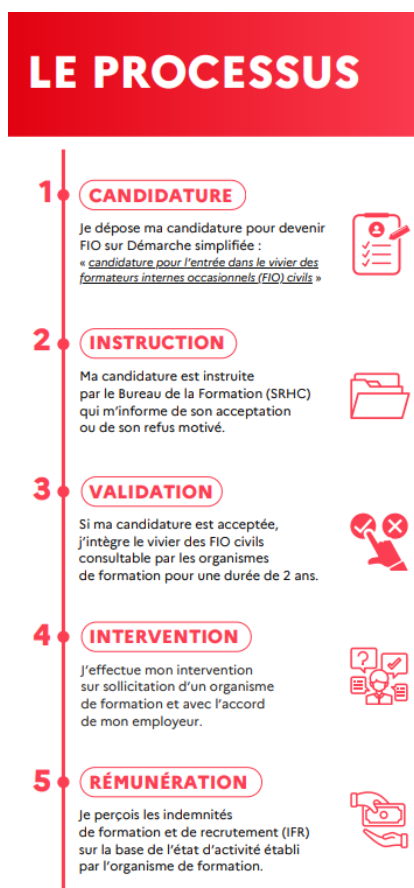 LE PROCESSUS
1
CANDIDATURE
Je dépose ma candidature pour devenir
FIO sur Démarche simplifiée :
« candidature pour l'entrée dans le vivier des
formateurs internes occasionnels (FIO) civils »
2
INSTRUCTION
Ma candidature est instruite
par le Bureau de la Formation (SRHC)
qui m'informe de son acceptation
ou de son refus motivé.
3
VALIDATION
Si ma candidature est acceptée,
j'intègre le vivier des FIO civils
consultable par les organismes
de formation pour une durée de 2 ans.
4
INTERVENTION
J'effectue mon intervention
sur sollicitation d'un organisme
de formation et avec l'accord
de mon employeur.
5
RÉMUNÉRATION
Je perçois les indemnités
de formation et de recrutement (IFR)
sur la base de l'état d'activité établi
par l'organisme de formation.